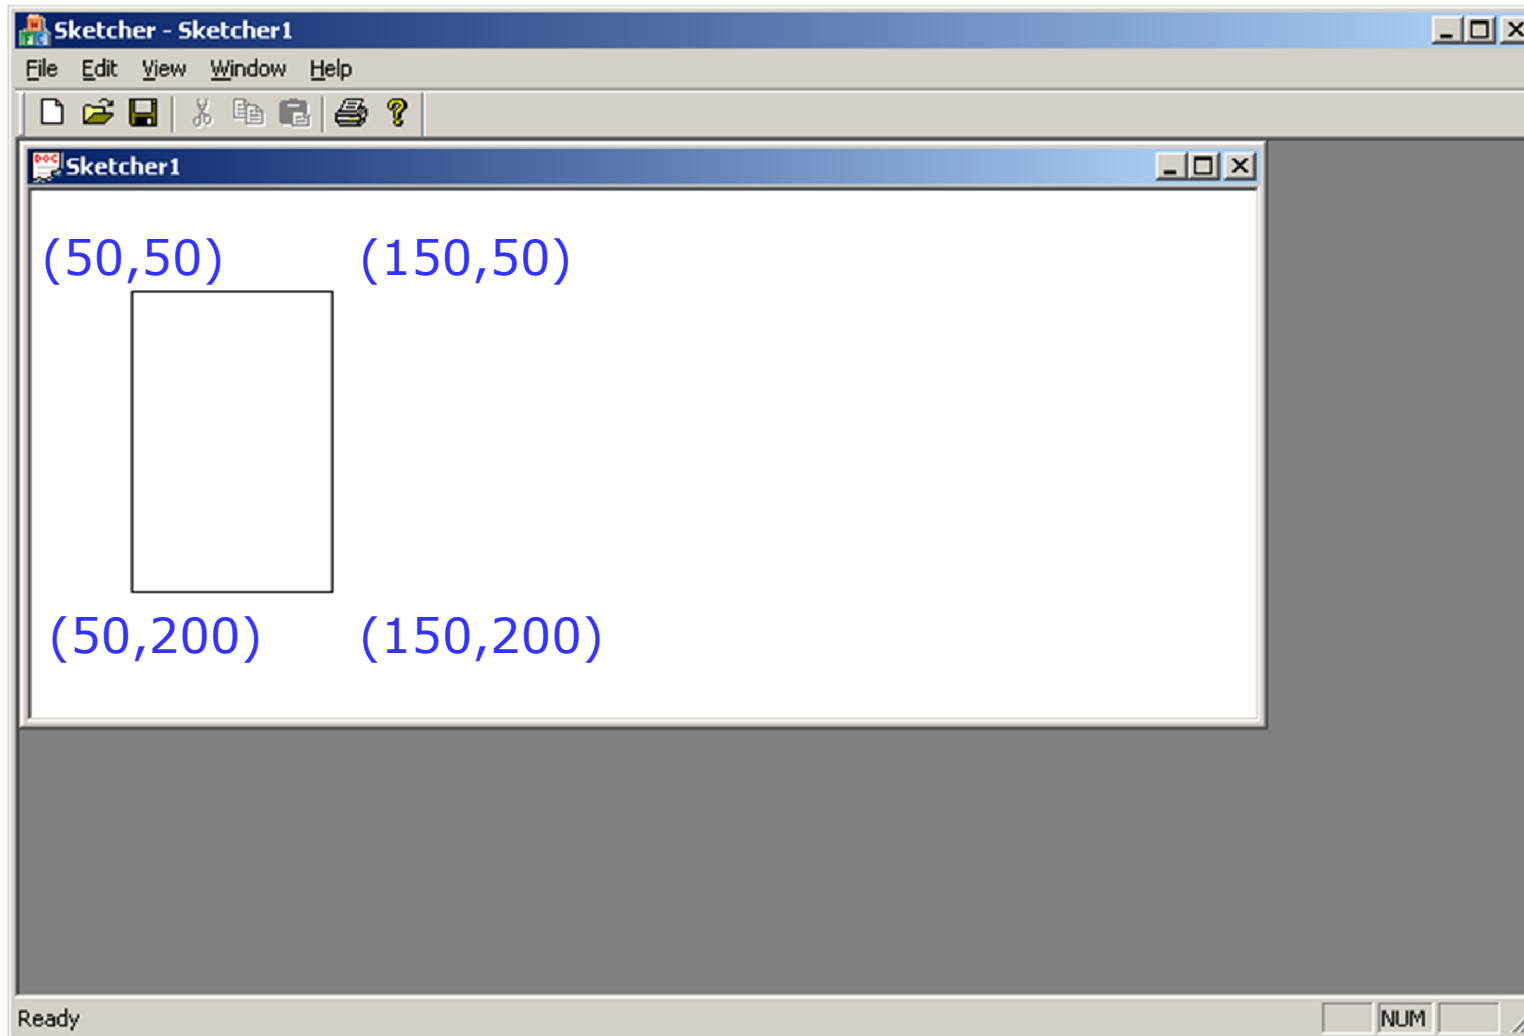 Sketcher - Sketcher1
File Edit View Window Help
Sketcher1
(50,50) (150,50)
(50,200) (150,200)
Ready NUM